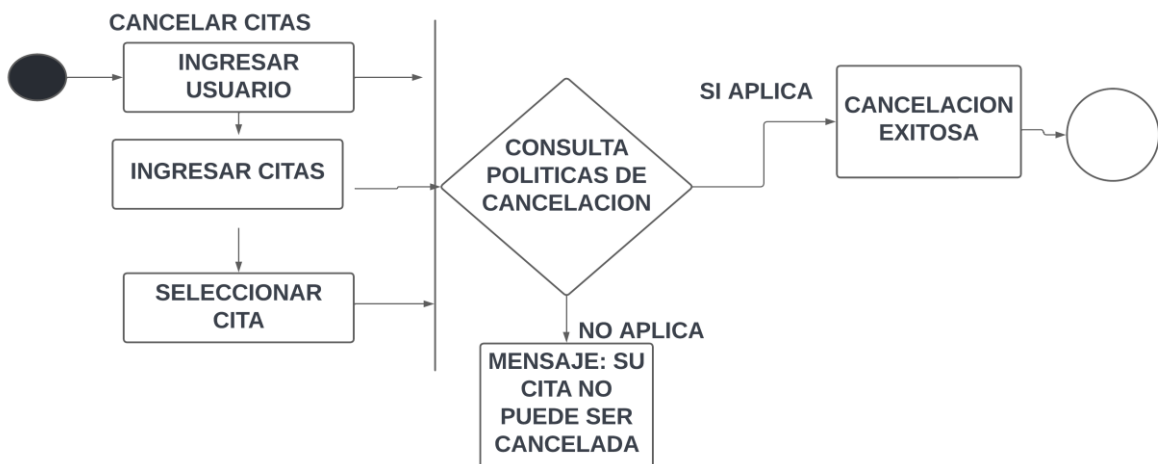 CANCELAR CITAS
INGRESAR
USUARIO
INGRESAR CITAS
SELECCIONAR
CITA
CONSULTA
POLITICAS DE
CANCELACION
SI APLICA
CANCELACION
EXITOSA
NO APLICA
MENSAJE: SU
CITA NO
PUEDE SER
CANCELADA